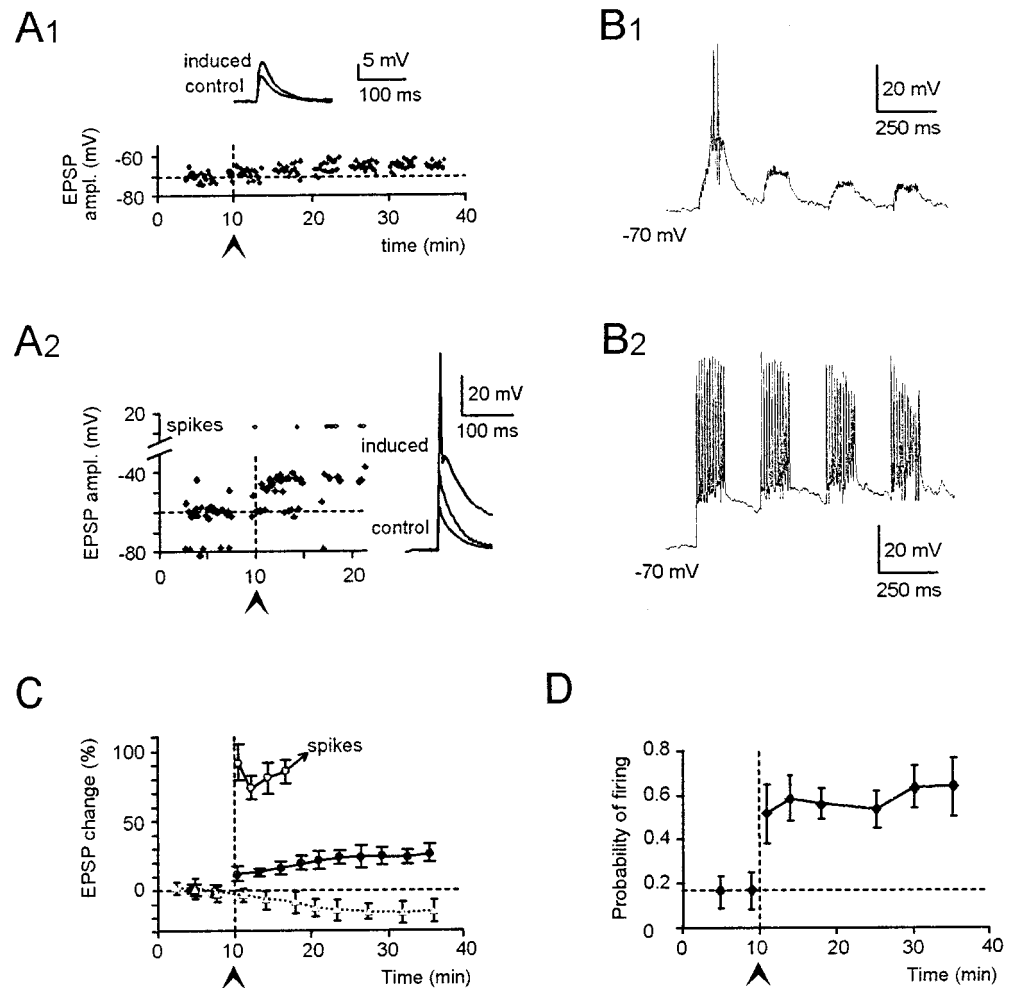 A1
induced
control
5 mV
100 ms
EPSP
ampl. (mV)
-60
-80
0
10
20
30
40
time (min)
B1
20 mV
250 ms
-70 mV
A2
EPSP ampl. (mV)
20
spikes
-40
-80
0
10
20
induced
control
20 mV
100 ms
B2
-70 mV
20 mV
250 ms
C
EPSP change (%)
100
50
0
spikes
0
10
20
30
40
Time (min)
D
Probability of firing
0.8
0.6
0.4
0.2
0
0
10
20
30
40
Time (min)